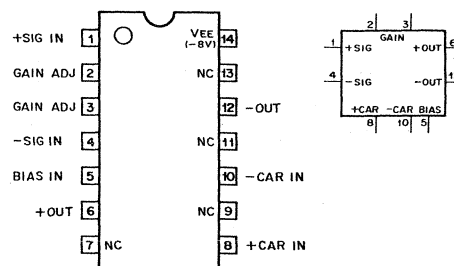 +SIG IN 1
GAIN ADJ 2
GAIN ADJ 3
-SIG IN 4
BIAS IN 5
+OUT 6
7 NC
VEE 14
(-8V)
NC 13
12 -OUT
NC 11
10 -CAR IN
NC 9
8 +CAR IN
2 3
GAIN
1 +SIG +OUT 6
4 -SIG -OUT
+CAR -CAR BIAS
8 10 5